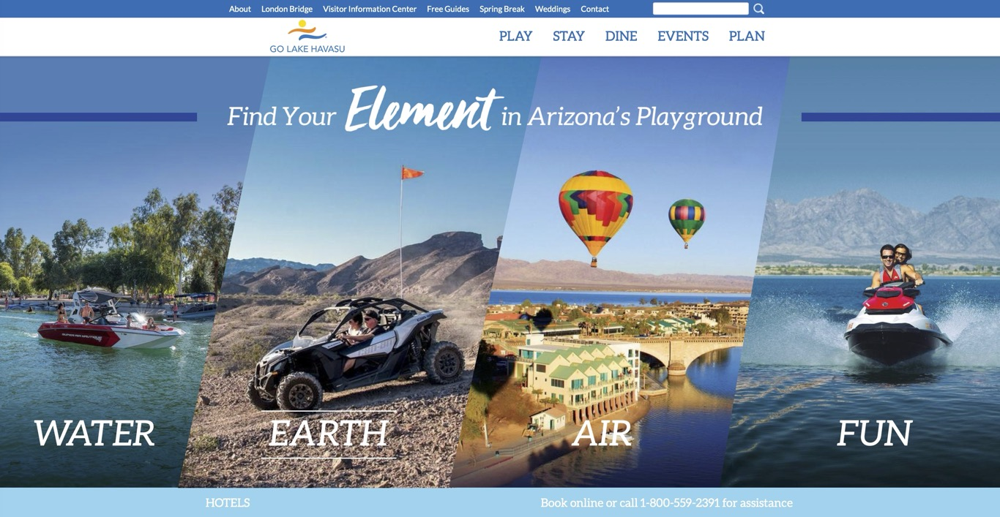 About London Bridge Visitor Information Center Free Guides Spring Break Weddings Contact
GO LAKE HAVASU
PLAY STAY DINE EVENTS PLAN
Find Your Element in Arizona's Playground
WATER EARTH AIR FUN
HOTELS Book online or call 1-800-559-2391 for assistance